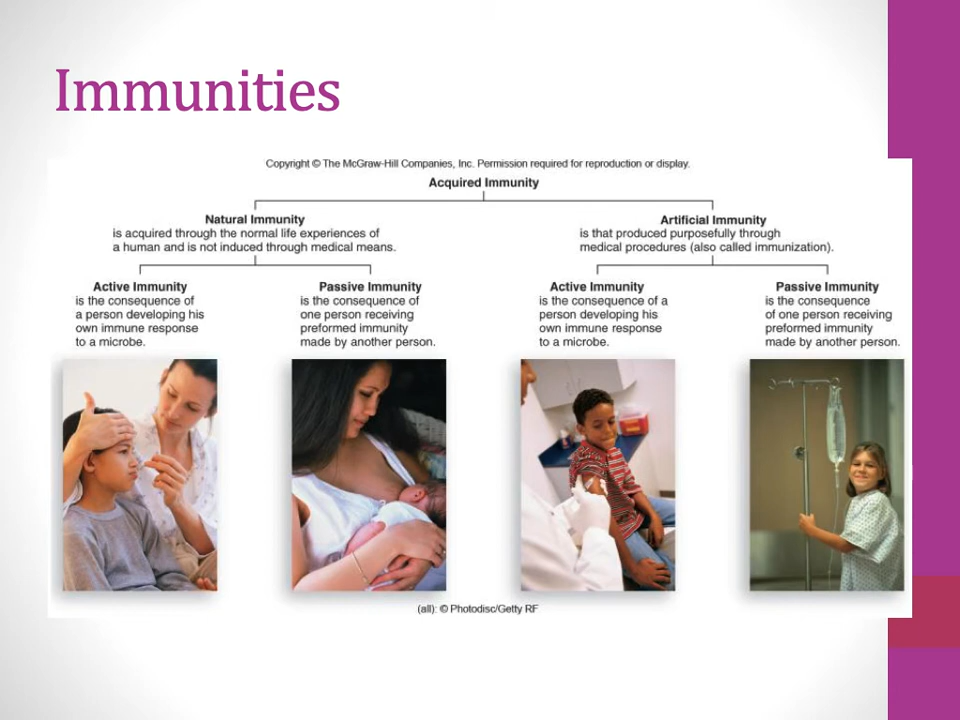 Immunities
Copyright © The McGraw-Hill Companies, Inc. Permission required for reproduction or display.
Acquired Immunity
Natural Immunity
is acquired through the normal life experiences of
a human and is not induced through medical means.
Artificial Immunity
is that produced purposefully through
medical procedures (also called immunization).
Active Immunity
is the consequence of
a person developing his
own immune response
to a microbe.
Passive Immunity
is the consequence of
one person receiving
preformed immunity
made by another person.
Active Immunity
is the consequence of a
person developing his
own immune response
to a microbe.
Passive Immunity
is the consequence
of one person receiving
preformed immunity
made by another person.
(all): © Photodisc/Getty RF